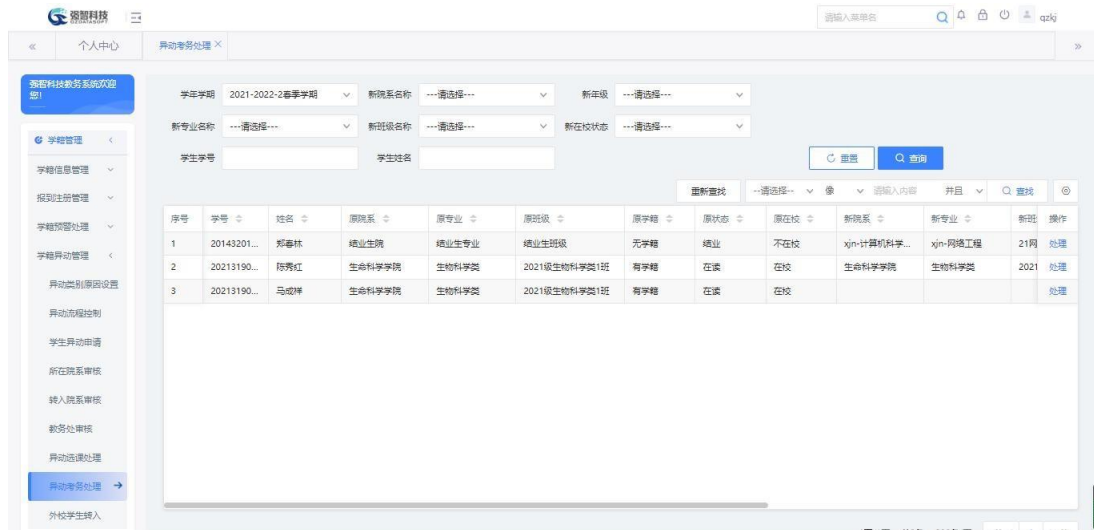 强智科技
QZDATASOFT
请输入菜单名
qzkj
«
个人中心
异动考务处理 ×
»
强智科技教务系统欢迎您!
学籍管理
学籍信息管理
报到注册管理
学籍预警处理
学籍异动管理
异动类别原因设置
异动流程控制
学生异动申请
所在院系审核
转入院系审核
教务处审核
异动选课处理
异动考务处理 →
外校学生转入
学年学期 2021-2022-2春季学期 新院系名称 ---请选择--- 新年级 ---请选择---
新专业名称 ---请选择--- 新班级名称 ---请选择--- 新在校状态 ---请选择---
学生学号 学生姓名 重置 查询
重新查找 --请选择-- 像 请输入内容 并且 查找
序号 学号 姓名 原院系 原专业 原班级 原学籍 原状态 原在校 新院系 新专业 新班 操作
1 20143201... 郑春林 结业生院 结业生专业 结业生班级 无学籍 结业 不在校 xjn-计算机科学... xjn-网络工程 21网 处理
2 20213190... 陈秀红 生命科学学院 生物科学类 2021级生物科学类1班 有学籍 在读 在校 生命科学学院 生物科学类 2021 处理
3 20213190... 马成祥 生命科学学院 生物科学类 2021级生物科学类1班 有学籍 在读 在校 处理